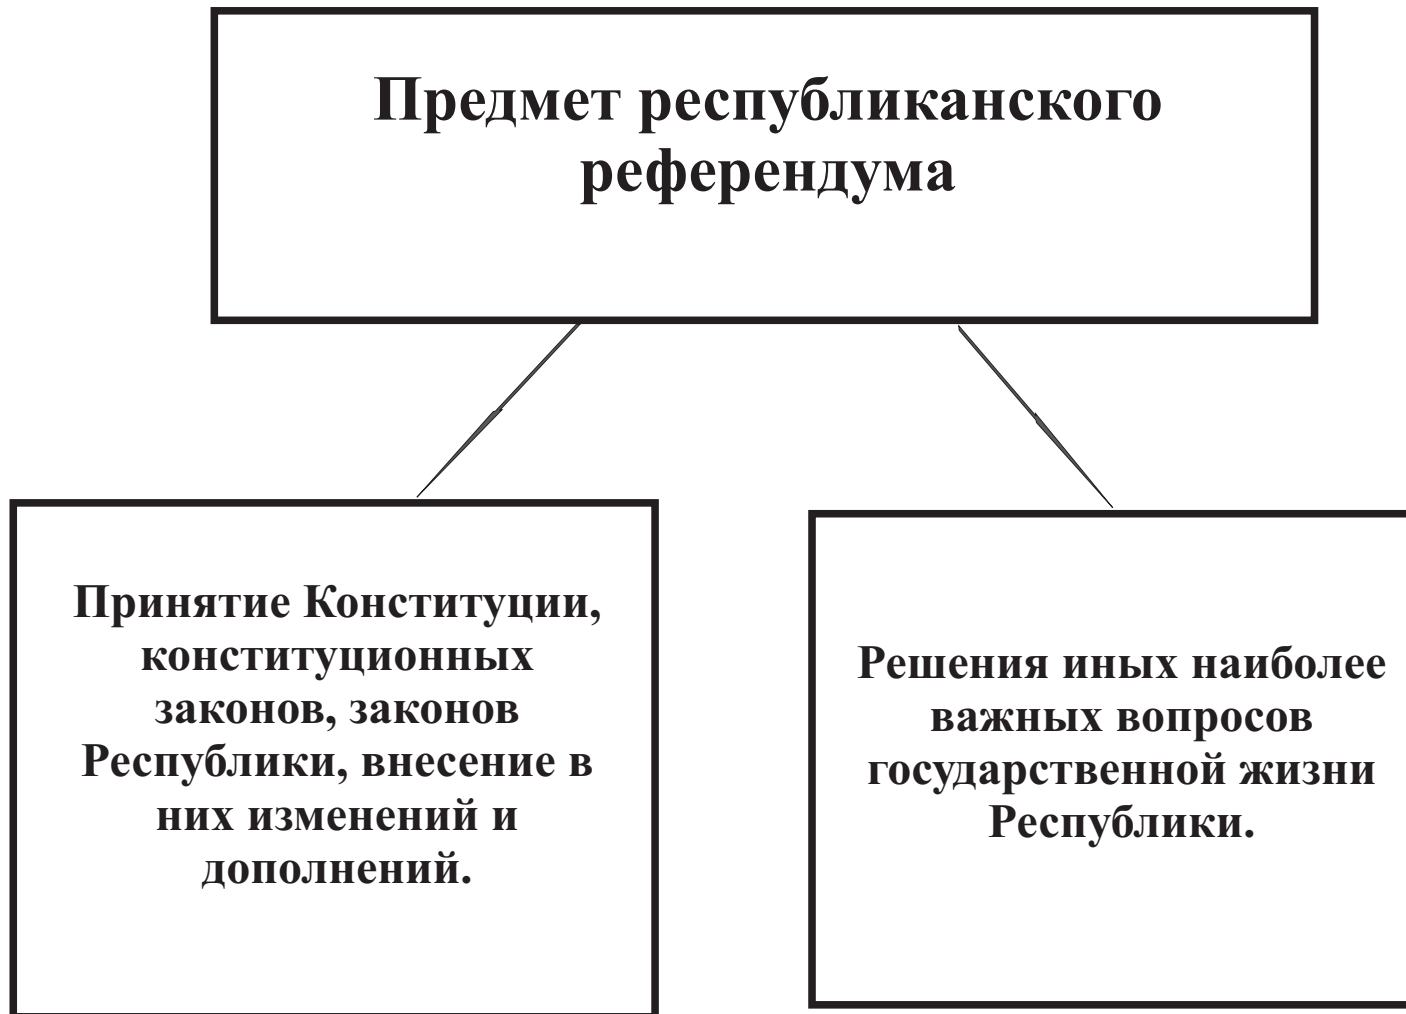 Предмет республиканского
референдума
Принятие Конституции,
конституционных
законов, законов
Республики, внесение в
них изменений и
дополнений.
Решения иных наиболее
важных вопросов
государственной жизни
Республики.